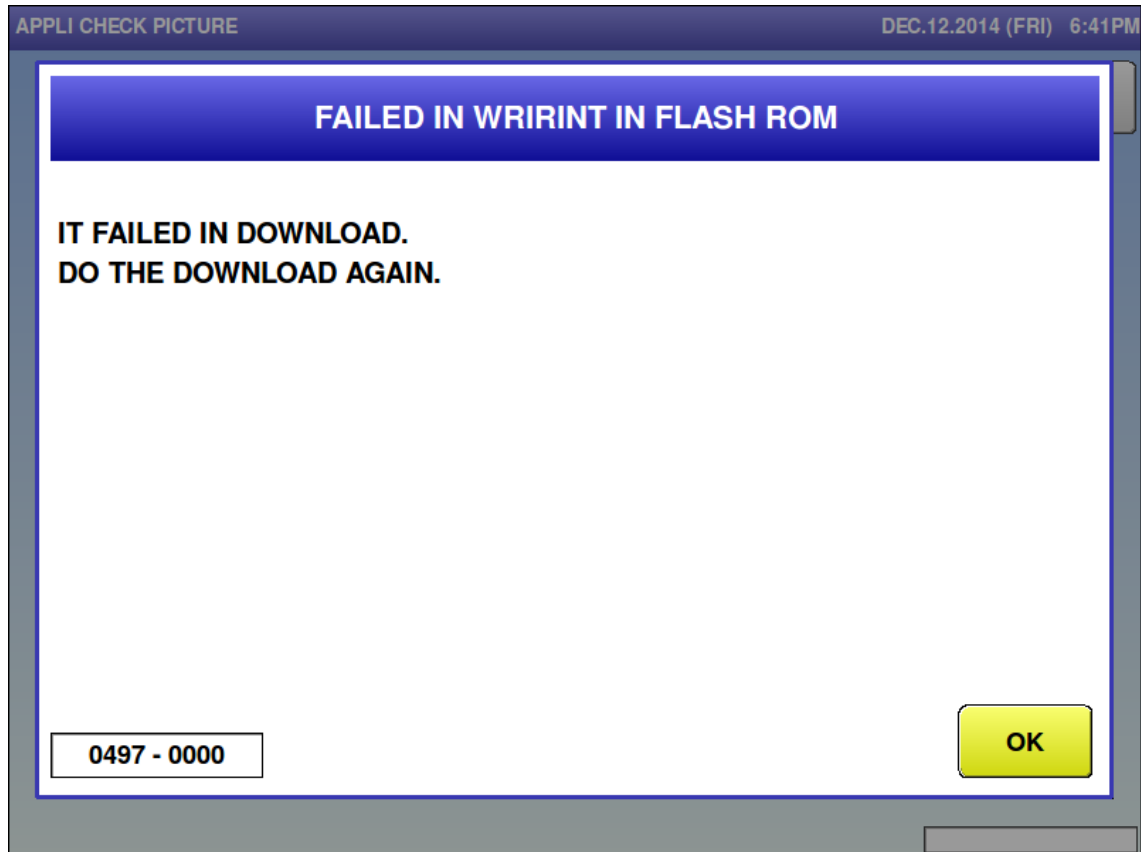 APPLI CHECK PICTURE DEC.12.2014 (FRI) 6:41PM
FAILED IN WRIRINT IN FLASH ROM
IT FAILED IN DOWNLOAD.
DO THE DOWNLOAD AGAIN.
0497 - 0000
OK